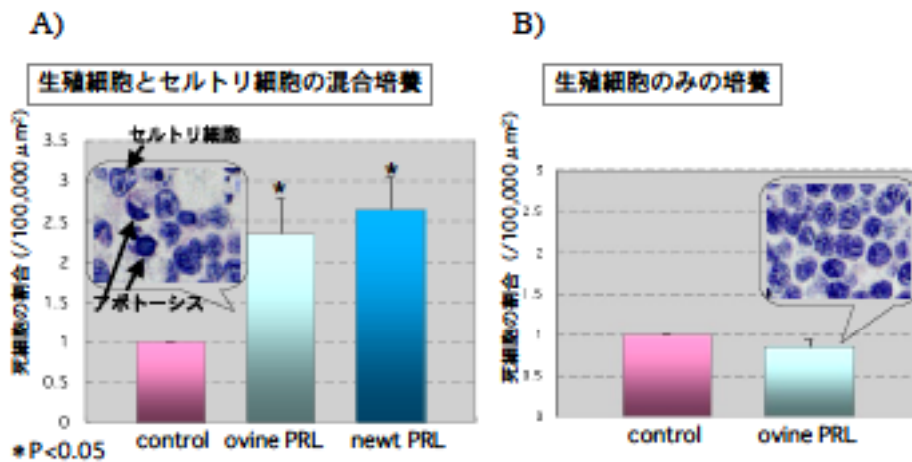 A)
生殖細胞とセルトリ細胞の混合培養
死細胞の割合 (/100,000 μm²)
3.5
3
2.5
2
1.5
1
0.5
0
セルトリ細胞
アポトーシス
*
*
control ovine PRL newt PRL
*P<0.05
B)
生殖細胞のみの培養
死細胞の割合 (/100,000 μm²)
2.5
2
1.5
1
0.5
0
control ovine PRL